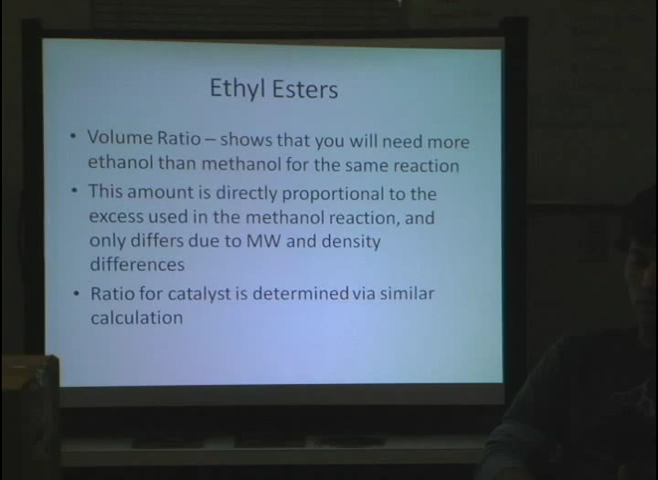 Ethyl Esters
• Volume Ratio – shows that you will need more
ethanol than methanol for the same reaction
• This amount is directly proportional to the
excess used in the methanol reaction, and
only differs due to MW and density
differences
• Ratio for catalyst is determined via similar
calculation